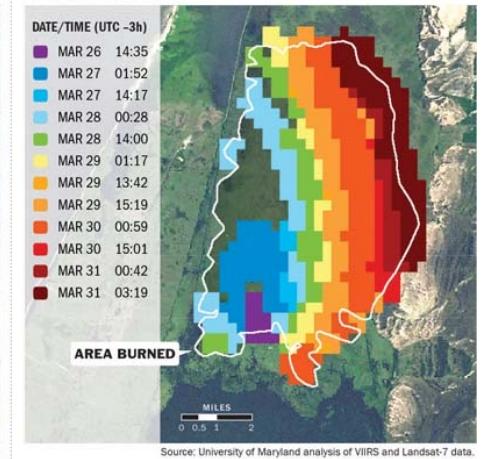 DATE/TIME (UTC –3h)
MAR 26 14:35
MAR 27 01:52
MAR 27 14:17
MAR 28 00:28
MAR 28 14:00
MAR 29 01:17
MAR 29 13:42
MAR 29 15:19
MAR 30 00:59
MAR 30 15:01
MAR 31 00:42
MAR 31 03:19
AREA BURNED
MILES
0 0.5 1 2
Source: University of Maryland analysis of VIIRS and Landsat-7 data.